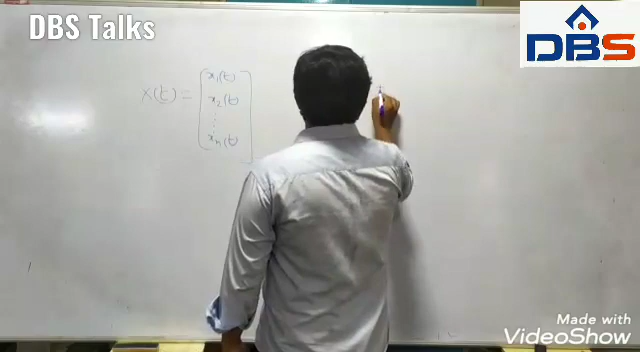 DBS Talks
DBS
X(t) = [x₁(t)
x₂(t)
⋮
xₙ(t)]
Made with
VideoShow